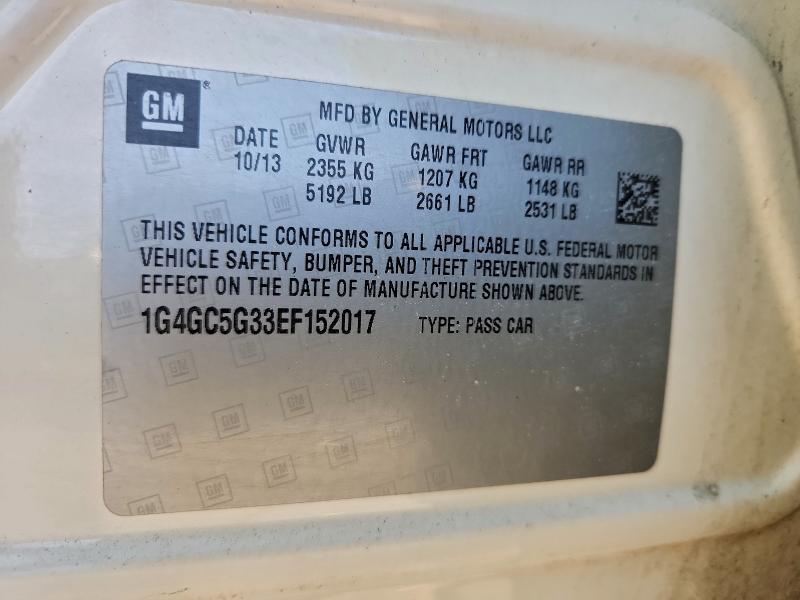 GM
MFD BY GENERAL MOTORS LLC
DATE GVWR GAWR FRT GAWR RR
10/13 2355 KG 1207 KG 1148 KG
5192 LB 2661 LB 2531 LB
THIS VEHICLE CONFORMS TO ALL APPLICABLE U.S. FEDERAL MOTOR
VEHICLE SAFETY, BUMPER, AND THEFT PREVENTION STANDARDS IN
EFFECT ON THE DATE OF MANUFACTURE SHOWN ABOVE.
1G4GC5G33EF152017 TYPE: PASS CAR